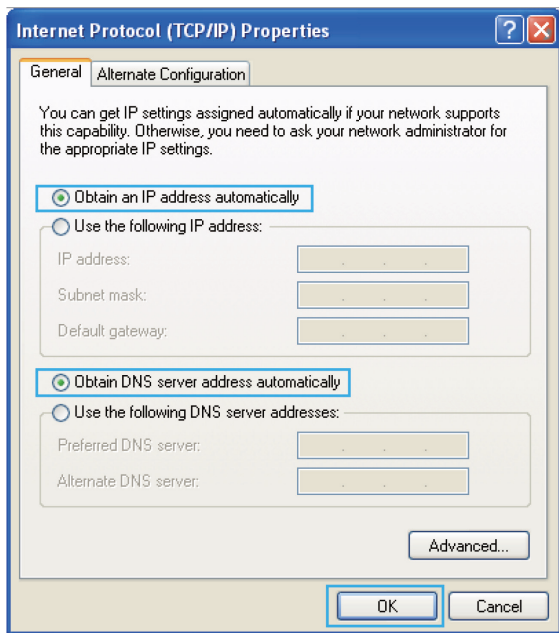 Internet Protocol (TCP/IP) Properties
General
Alternate Configuration
You can get IP settings assigned automatically if your network supports
this capability. Otherwise, you need to ask your network administrator for
the appropriate IP settings.
Obtain an IP address automatically
Use the following IP address:
IP address:
Subnet mask:
Default gateway:
Obtain DNS server address automatically
Use the following DNS server addresses:
Preferred DNS server:
Alternate DNS server:
Advanced...
OK
Cancel